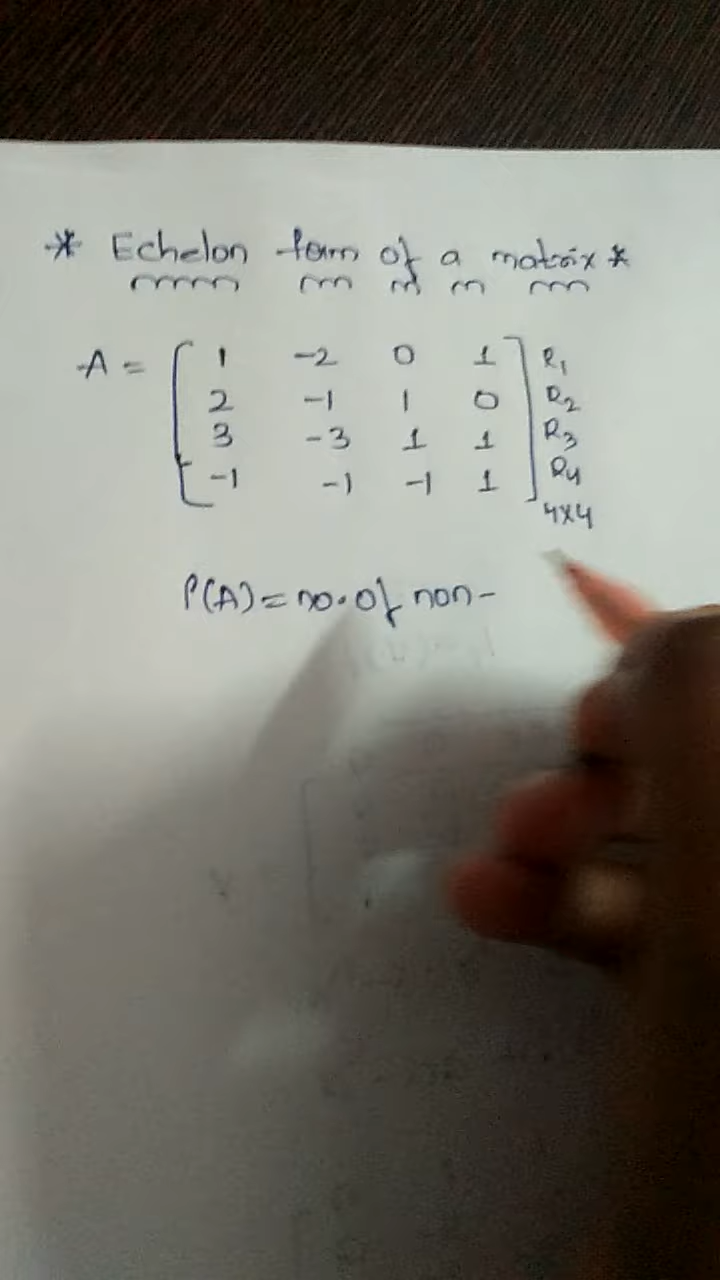 * Echelon form of a matrix *
A = [ 1 -2 0 1 ] R1
2 -1 1 0 R2
3 -3 1 1 R3
-1 -1 -1 1 R4
4x4
P(A) = no. of non-